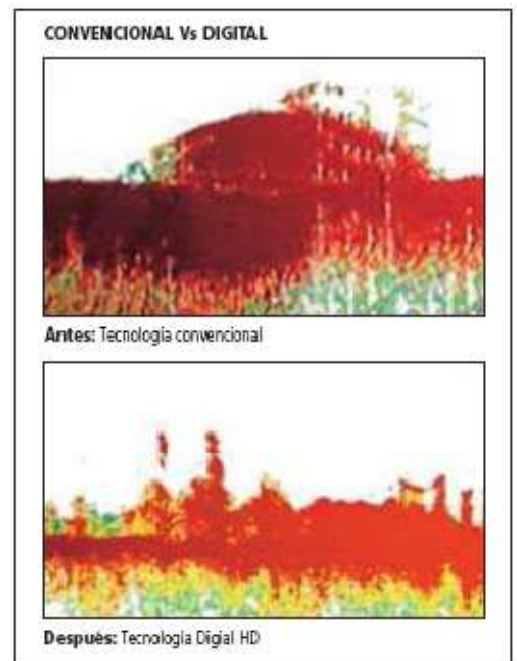 CONVENCIONAL Vs DIGITAL
Antes: Tecnología convencional
Después: Tecnología Digial HD